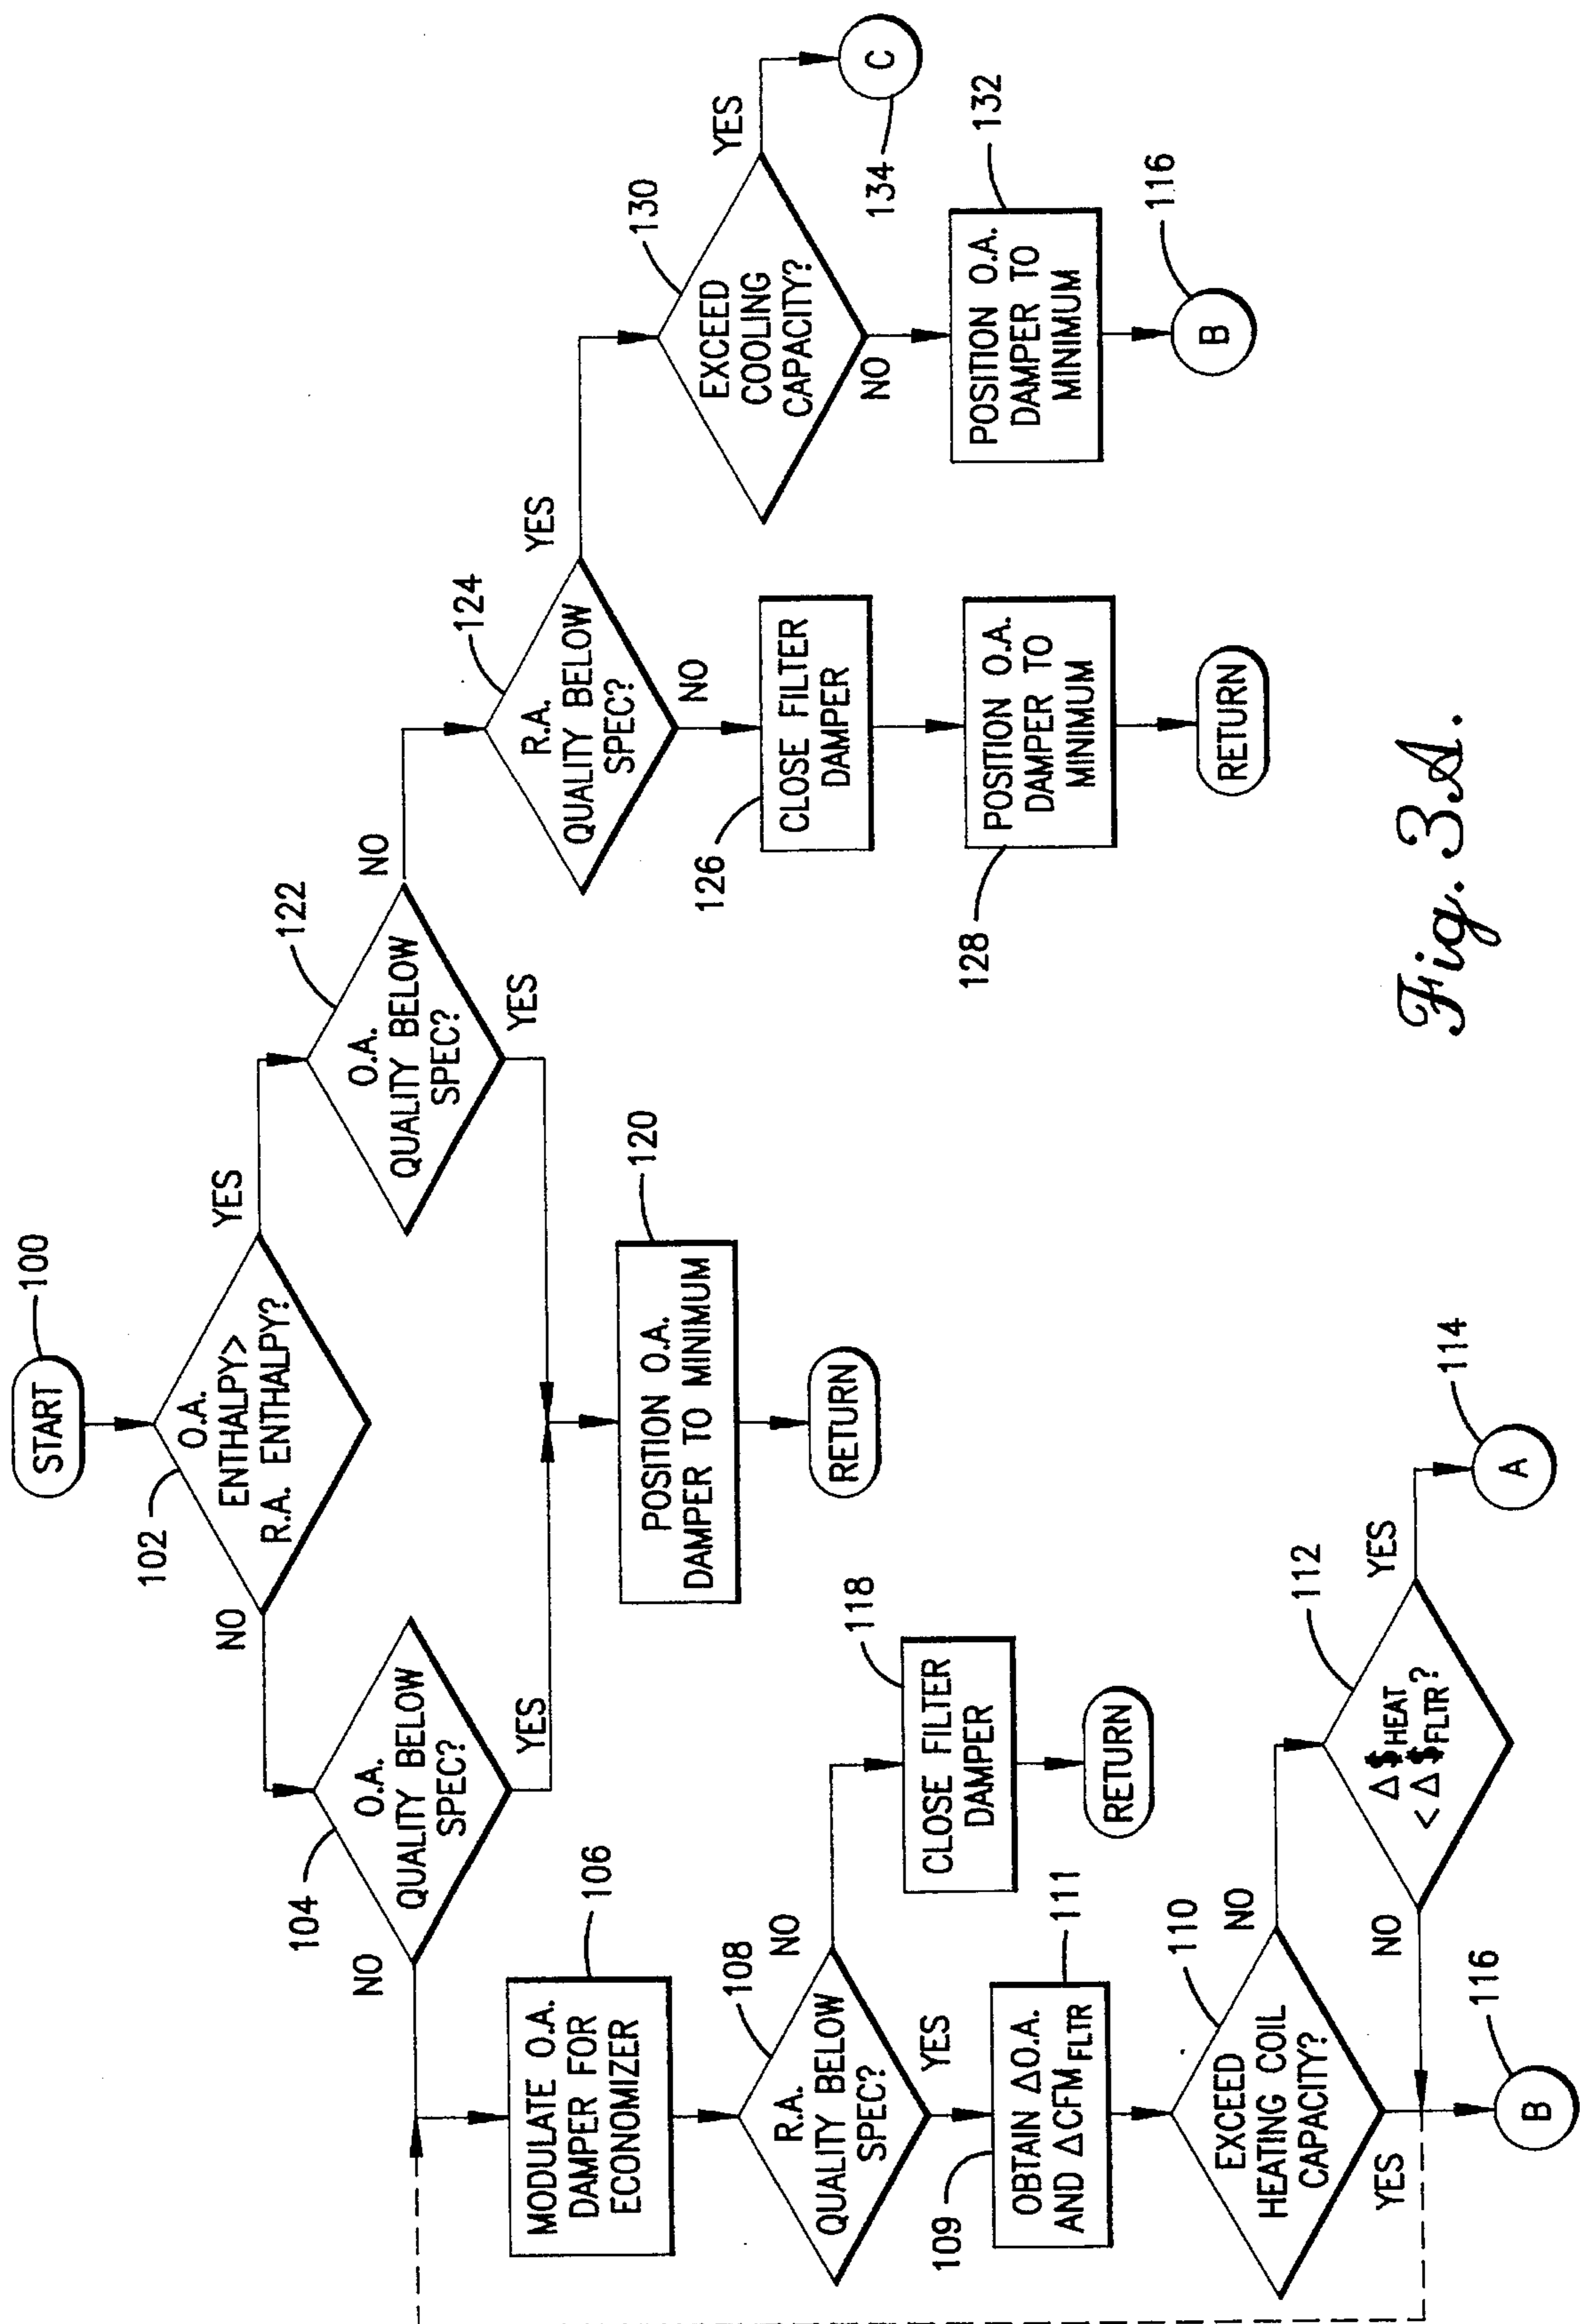 START
100
102
O.A.
ENTHALPY>
R.A. ENTHALPY?
NO
YES
104
O.A.
QUALITY BELOW
SPEC?
NO
YES
122
O.A.
QUALITY BELOW
SPEC?
NO
YES
106
MODULATE O.A.
DAMPER FOR
ECONOMIZER
120
POSITION O.A.
DAMPER TO MINIMUM
RETURN
124
R.A.
QUALITY BELOW
SPEC?
YES
NO
108
R.A.
QUALITY BELOW
SPEC?
NO
YES
118
CLOSE FILTER
DAMPER
RETURN
126
CLOSE FILTER
DAMPER
128
POSITION O.A.
DAMPER TO
MINIMUM
RETURN
130
EXCEED
COOLING
CAPACITY?
YES
NO
C
134
132
POSITION O.A.
DAMPER TO
MINIMUM
116
B
109
111
OBTAIN ΔO.A.
AND ΔCFM FLTR
110
EXCEED
HEATING COIL
CAPACITY?
NO
YES
112
Δ$HEAT
<Δ$FLTR?
YES
NO
114
A
116
B
Fig. 3A.